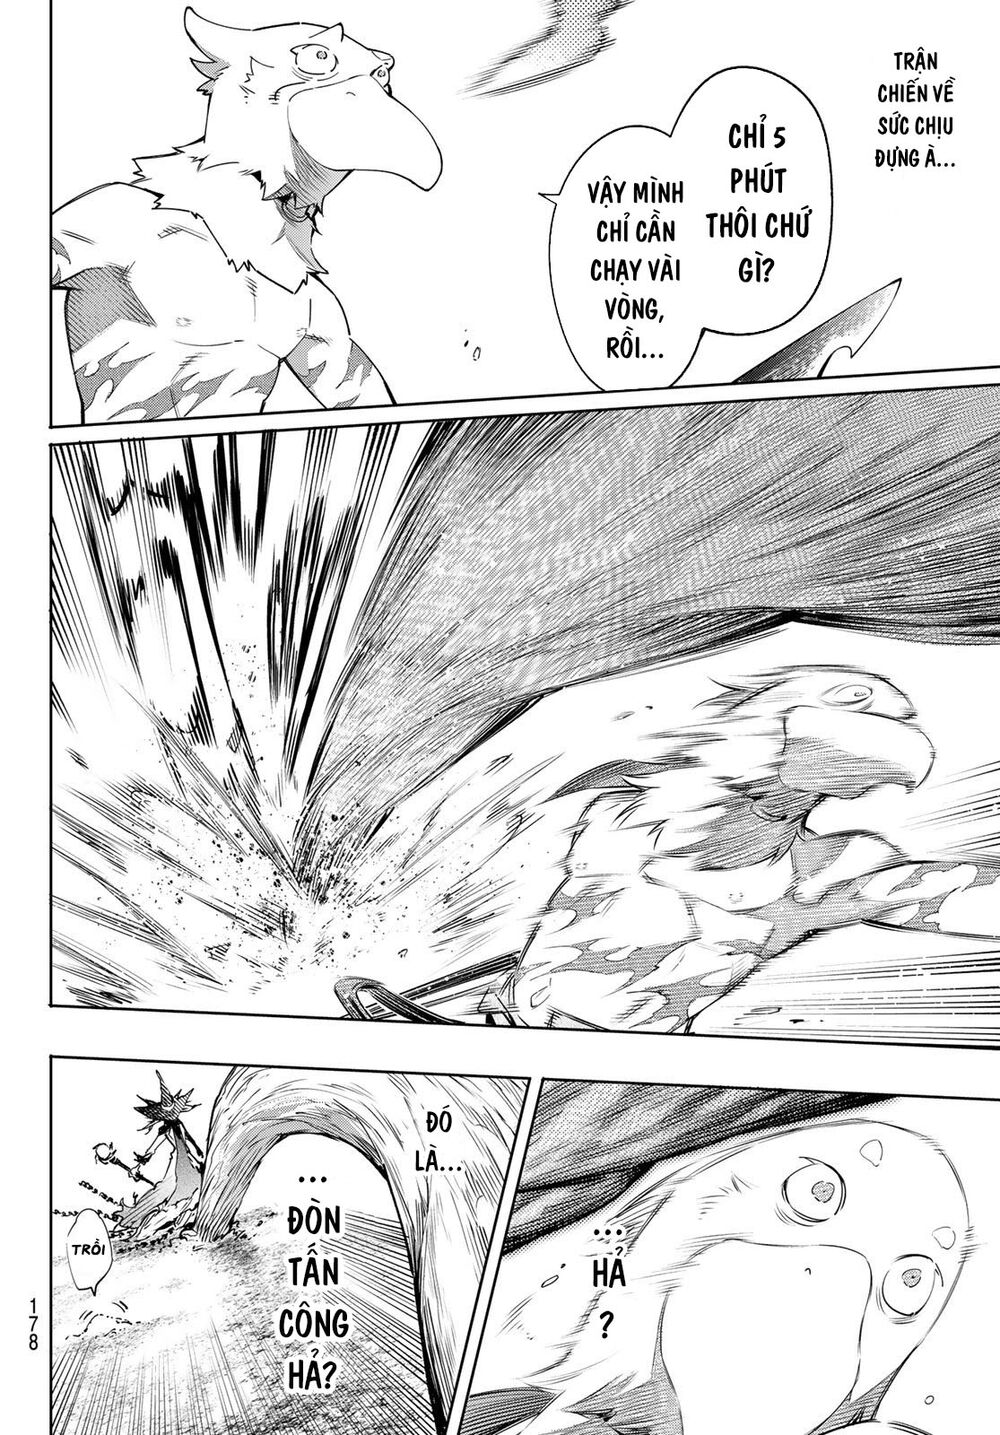 TRẬN
CHIẾN VỀ
SỨC CHỊU
ĐỰNG À...
CHỈ 5
PHÚT
THÔI CHỨ
GÌ?
VẬY MÌNH
CHỈ CẦN
CHẠY VÀI
VÒNG,
RỒI...
...
HẢ
?
ĐÓ
LÀ...
...
ĐÒN
TẤN
CÔNG
HẢ?
TRỒI
178